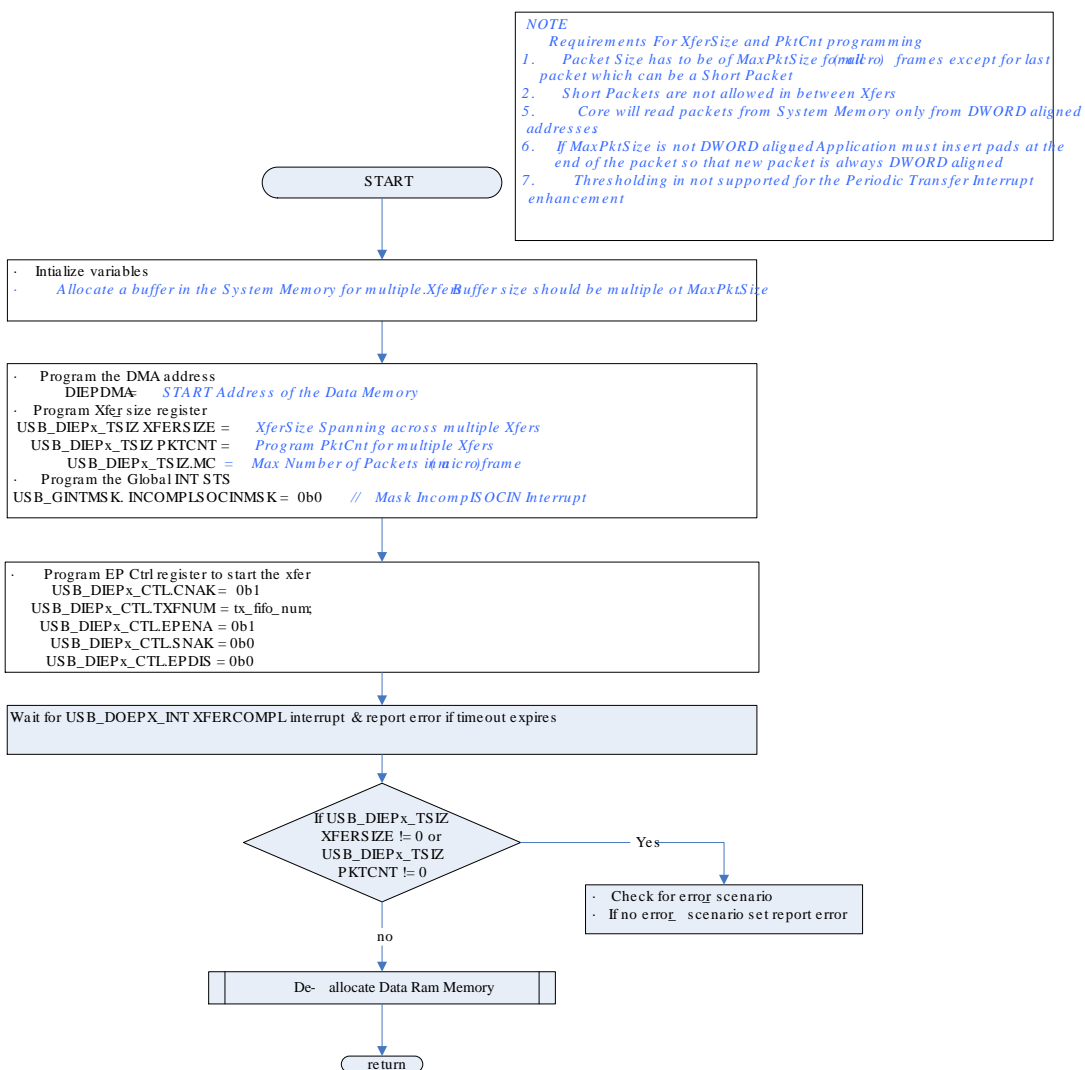 NOTE
Requirements For XferSize and PktCnt programming
1. Packet Size has to be of MaxPktSize for all (micro) frames except for last
packet which can be a Short Packet
2. Short Packets are not allowed in between Xfers
5. Core will read packets from System Memory only from DWORD aligned
addresses
6. If MaxPktSize is not DWORD aligned Application must insert pads at the
end of the packet so that new packet is always DWORD aligned
7. Thresholding in not supported for the Periodic Transfer Interrupt
enhancement
START
· Intialize variables
· Allocate a buffer in the System Memory for multiple Xfers. Buffer size should be multiple ot MaxPktSize
· Program the DMA address
DIEPDMA= START Address of the Data Memory
· Program Xfer size register
USB_DIEPx_TSIZ XFERSIZE = XferSize Spanning across multiple Xfers
USB_DIEPx_TSIZ PKTCNT = Program PktCnt for multiple Xfers
USB_DIEPx_TSIZ.MC = Max Number of Packets in a (micro)frame
· Program the Global INT STS
USB_GINTMSK. INCOMPLSOCINMSK = 0b0 // Mask IncompISOCIN Interrupt
· Program EP Ctrl register to start the xfer
USB_DIEPx_CTL.CNAK = 0b1
USB_DIEPx_CTL.TXFNUM = tx_fifo_num;
USB_DIEPx_CTL.EPENA = 0b1
USB_DIEPx_CTL.SNAK = 0b0
USB_DIEPx_CTL.EPDIS = 0b0
Wait for USB_DOEPX_INT XFERCOMPL interrupt & report error if timeout expires
If USB_DIEPx_TSIZ
XFERSIZE != 0 or
USB_DIEPx_TSIZ
PKTCNT != 0
Yes
· Check for error scenario
· If no error scenario set report error
no
De- allocate Data Ram Memory
return